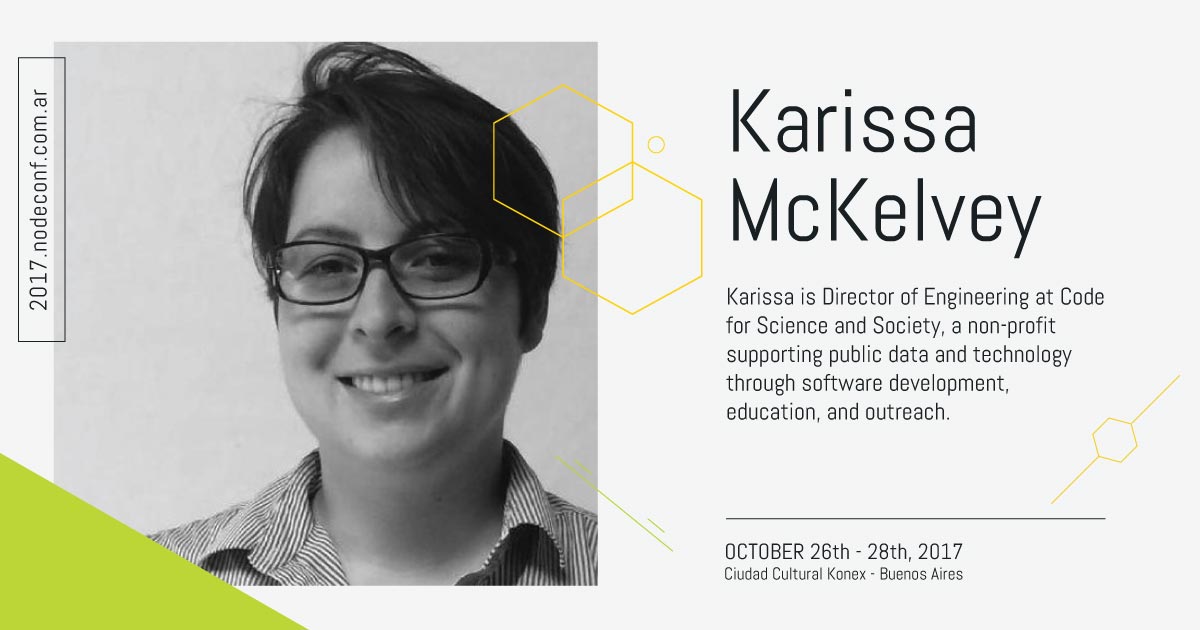 2017.nodeconf.com.ar
Karissa
McKelvey
Karissa is Director of Engineering at Code
for Science and Society, a non-profit
supporting public data and technology
through software development,
education, and outreach.
OCTOBER 26th - 28th, 2017
Ciudad Cultural Konex - Buenos Aires